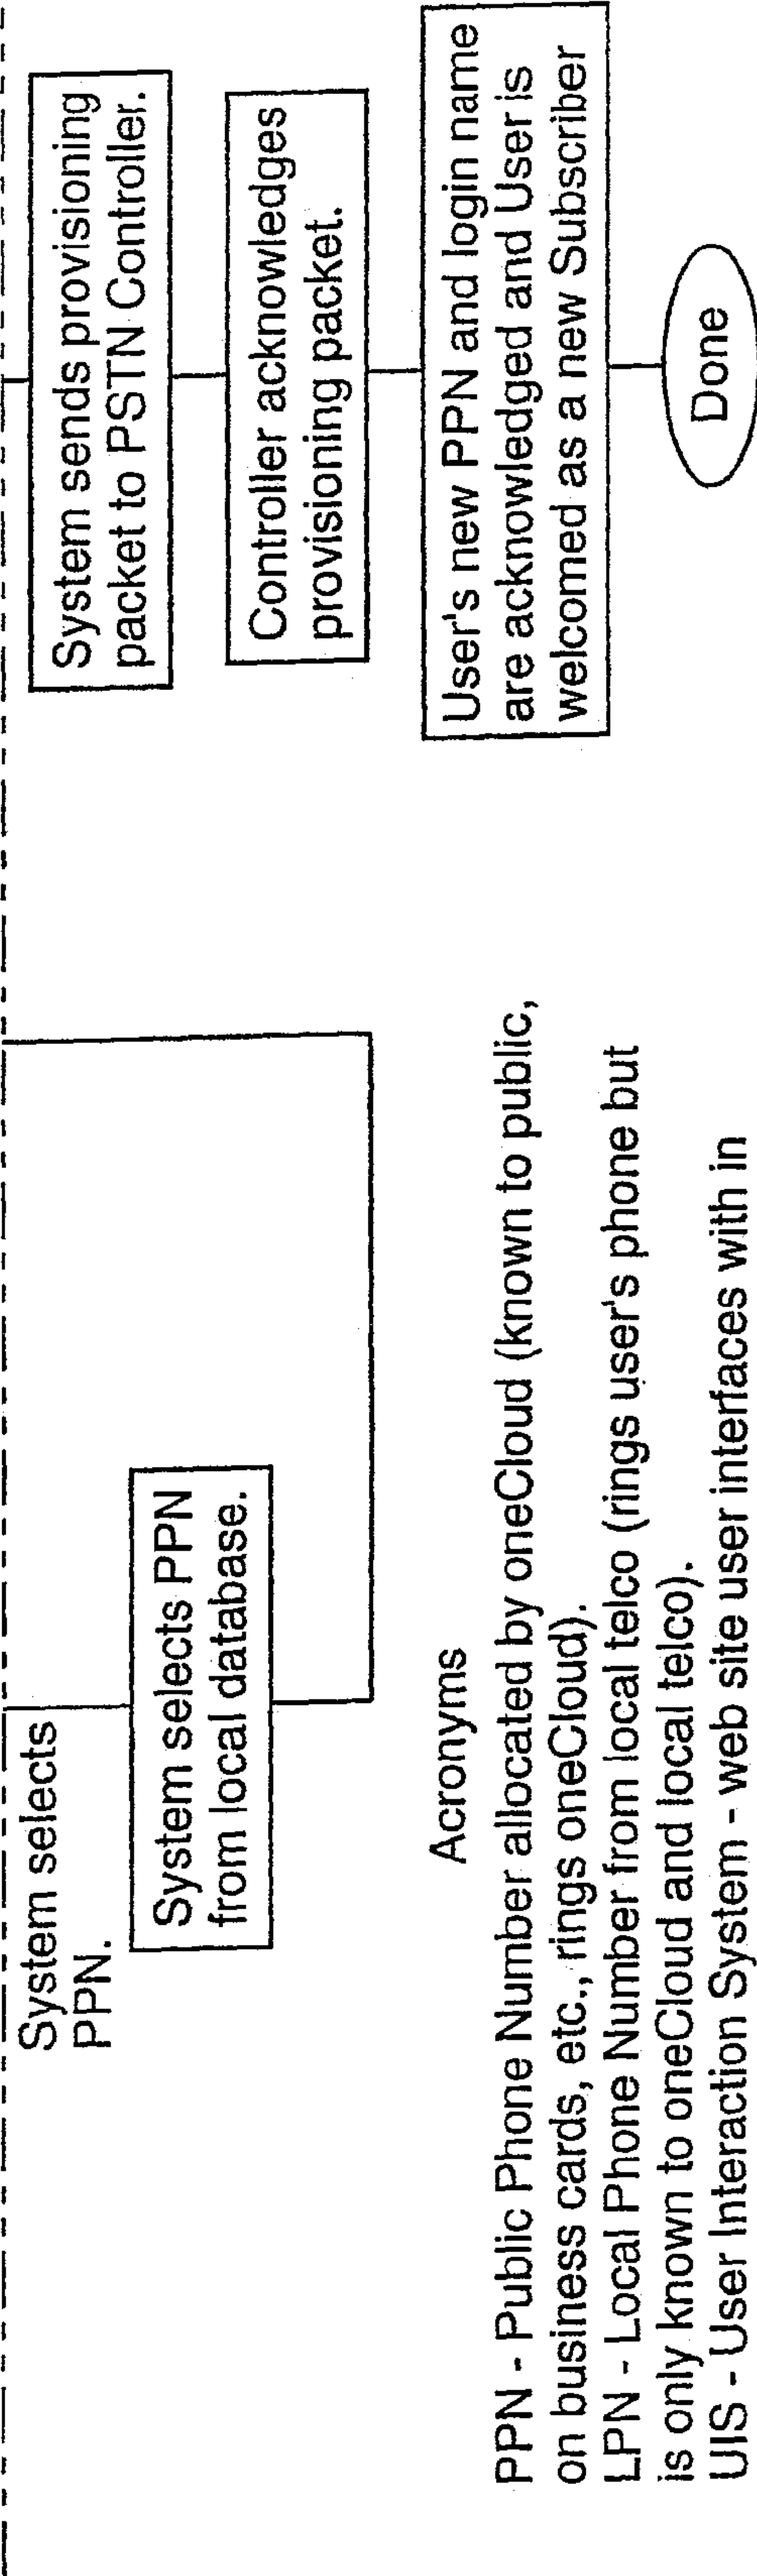 System selects
PPN.
System selects PPN
from local database.
System sends provisioning
packet to PSTN Controller.
Controller acknowledges
provisioning packet.
User's new PPN and login name
are acknowledged and User is
welcomed as a new Subscriber
Done
Acronyms
PPN - Public Phone Number allocated by oneCloud (known to public,
on business cards, etc., rings oneCloud).
LPN - Local Phone Number from local telco (rings user's phone but
is only known to oneCloud and local telco).
UIS - User Interaction System - web site user interfaces with in